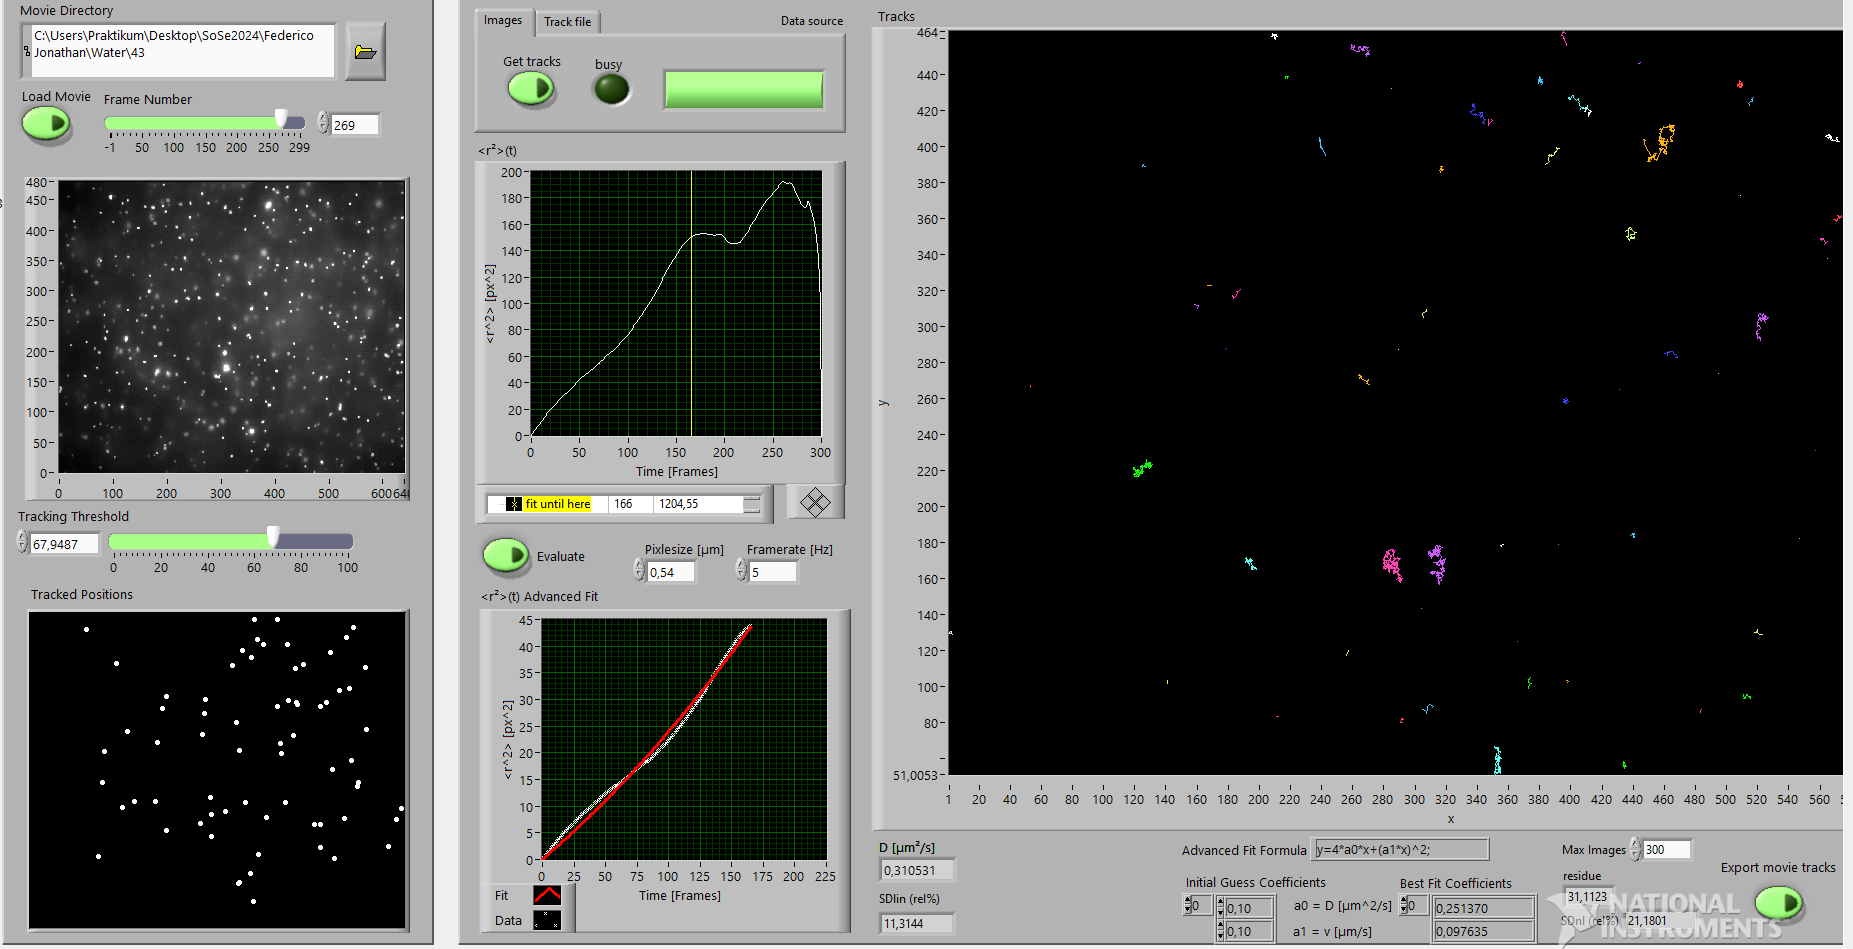 Movie Directory
C:\Users\Praktikum\Desktop\SoSe2024\Federico
Jonathan\Water\43
Load Movie
Frame Number
269
-1 50 100 150 200 250 299
480
450
400
350
300
250
200
150
100
50
0
0 100 200 300 400 500 600 64
Tracking Threshold
67,9487
0 20 40 60 80 100
Tracked Positions
Images
Track file
Data source
Get tracks
busy
<r²>(t)
200
180
160
140
120
100
80
60
40
20
0
<r^2> [px^2]
0 50 100 150 200 250 300
Time [Frames]
fit until here 166 1204,55
Evaluate
Pixlesize [µm]
0,54
Framerate [Hz]
5
<r²>(t) Advanced Fit
45
40
35
30
25
20
15
10
5
0
<r^2> [px^2]
0 25 50 75 100 125 150 175 200 225
Time [Frames]
Fit
Data
Tracks
464
440
420
400
380
360
340
320
300
280
260
240
220
200
180
160
140
120
100
80
51,0053
y
1 20 40 60 80 100 120 140 160 180 200 220 240 260 280 300 320 340 360 380 400 420 440 460 480 500 520 540 560 5
x
D [µm²/s]
0,310531
SDlin (rel%)
11,3144
Advanced Fit Formula
y=4*a0*x+(a1*x)^2;
Initial Guess Coefficients
0
0,10
0,10
a0 = D [µm^2/s]
a1 = v [µm/s]
Best Fit Coefficients
0
0,251370
0,097635
Max Images
300
residue
31,1123
SDnl (rel%)
21,1801
Export movie tracks
NATIONAL
INSTRUMENTS